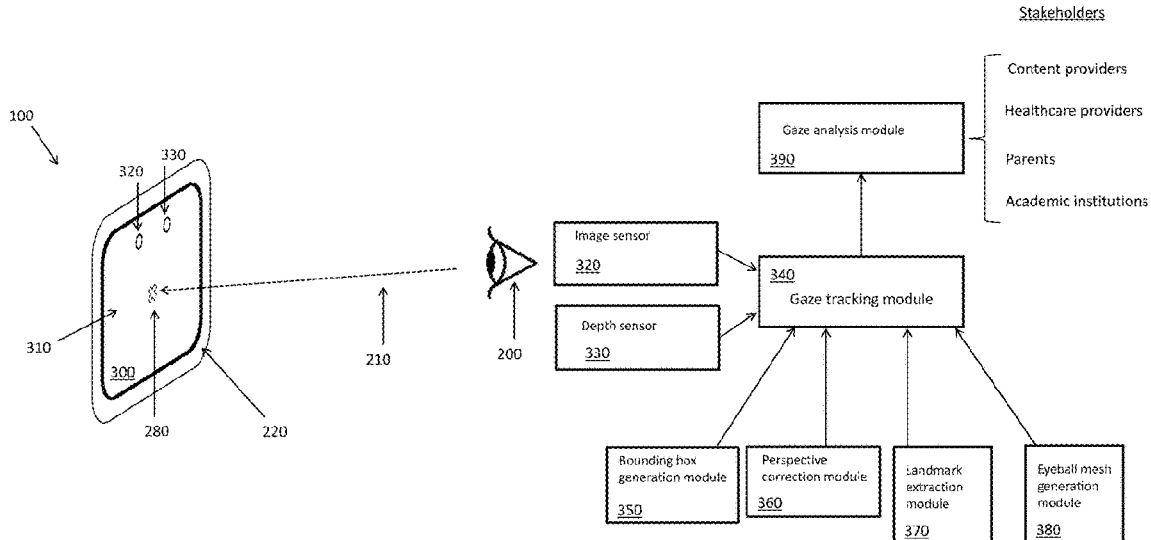 Stakeholders
Content providers
Healthcare providers
Parents
Academic institutions
100
320
330
310
300
280
220
210
200
Gaze analysis module
390
Image sensor
320
Depth sensor
330
340
Gaze tracking module
Bounding box
generation module
350
Perspective
correction module
360
Landmark
extraction
module
370
Eyeball mesh
generation
module
380